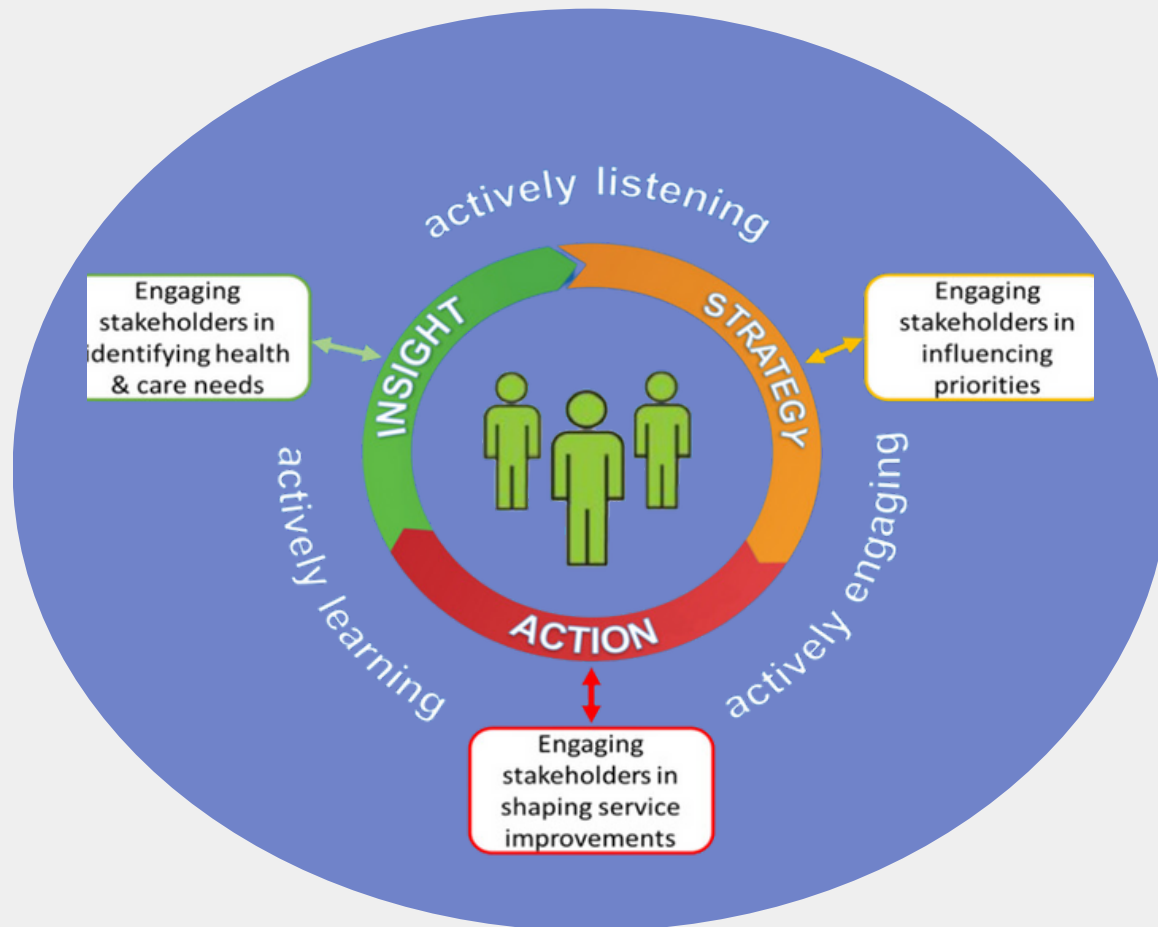 actively listening
Engaging
stakeholders in
identifying health
& care needs
INSIGHT
STRATEGY
Engaging
stakeholders in
influencing
priorities
actively learning
ACTION
actively engaging
Engaging
stakeholders in
shaping service
improvements